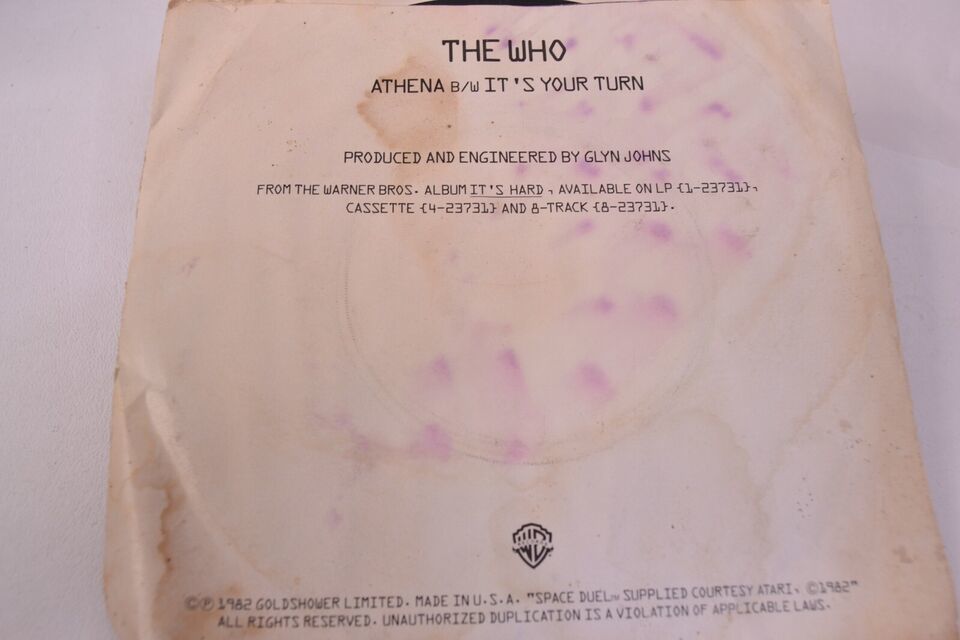 THE WHO
ATHENA B/W IT'S YOUR TURN
PRODUCED AND ENGINEERED BY GLYN JOHNS
FROM THE WARNER BROS. ALBUM IT'S HARD, AVAILABLE ON LP {1-23731},
CASSETTE {4-23731} AND 8-TRACK {8-23731}.
©℗ 1982 GOLDSHOWER LIMITED. MADE IN U.S.A. "SPACE DUEL™ SUPPLIED COURTESY ATARI, ©1982"
ALL RIGHTS RESERVED. UNAUTHORIZED DUPLICATION IS A VIOLATION OF APPLICABLE LAWS.